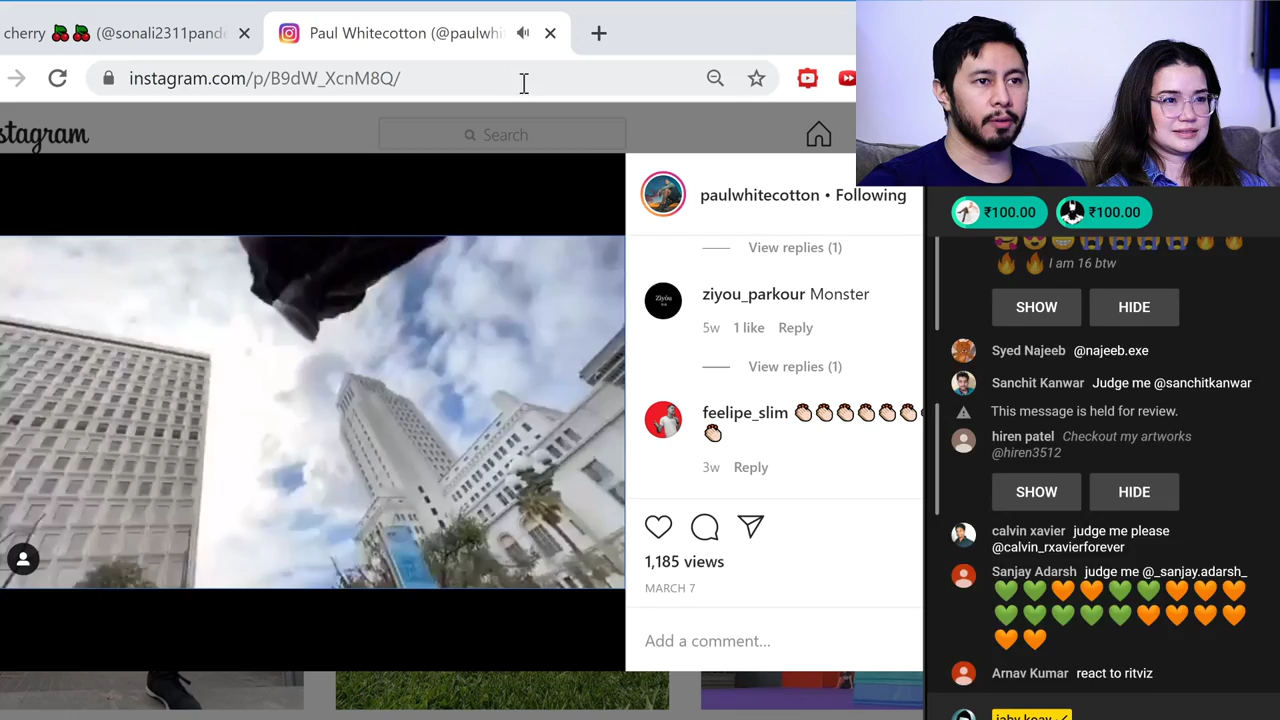 cherry 🍒🍒 (@sonali2311pand
Paul Whitecotton (@paulwhi
instagram.com/p/B9dW_XcnM8Q/
stagram
Search
paulwhitecotton • Following
View replies (1)
ziyou_parkour Monster
5w 1 like Reply
View replies (1)
feelipe_slim 👏🏻👏🏻👏🏻👏🏻👏🏻👏🏻
👏🏻
3w Reply
1,185 views
MARCH 7
Add a comment...
₹100.00 ₹100.00
🥰😍😁😭😭😭😭🔥🔥
🔥🔥 I am 16 btw
SHOW HIDE
Syed Najeeb @najeeb.exe
Sanchit Kanwar Judge me @sanchitkanwar
This message is held for review.
hiren patel Checkout my artworks
@hiren3512
SHOW HIDE
calvin xavier judge me please
@calvin_rxavierforever
Sanjay Adarsh judge me @_sanjay.adarsh_
💚💚🧡🧡💚💚🧡🧡🧡
💚💚💚💚💚🧡🧡🧡🧡
🧡🧡
Arnav Kumar react to ritviz
jaby koay ✓